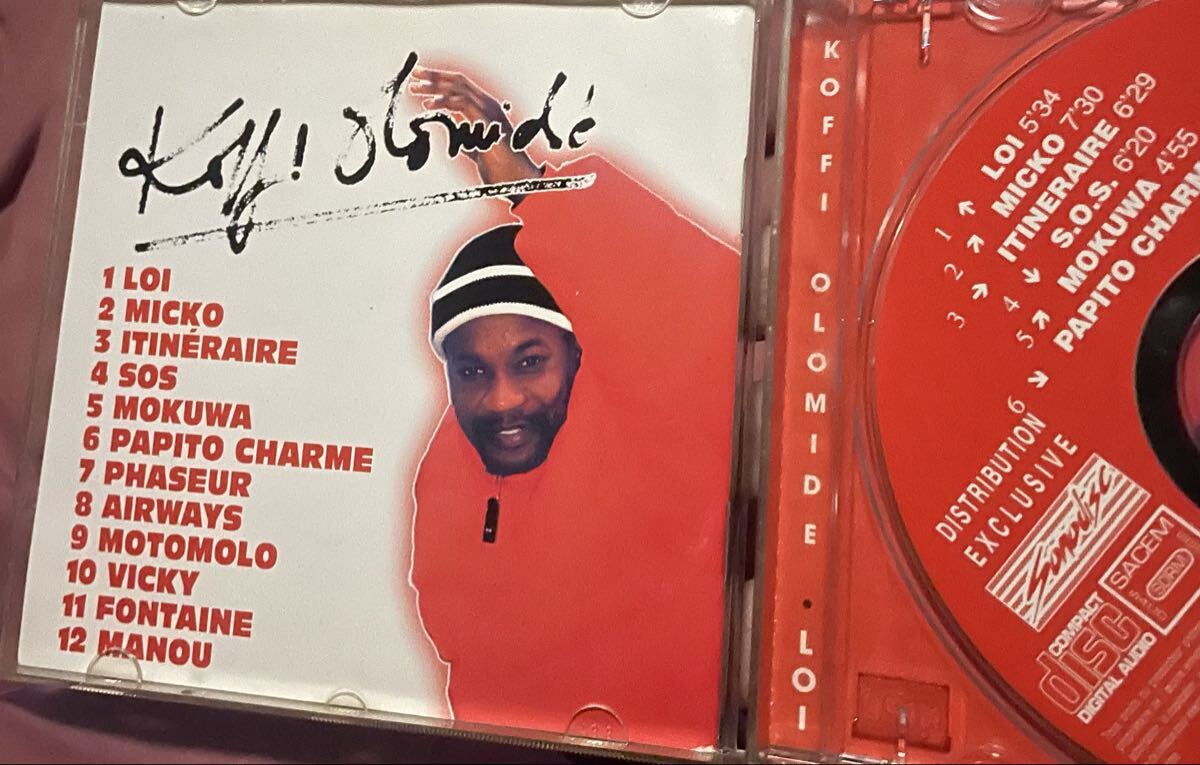 Koffi Olomidé
1 LOI
2 MICKO
3 ITINÉRAIRE
4 SOS
5 MOKUWA
6 PAPITO CHARME
7 PHASEUR
8 AIRWAYS
9 MOTOMOLO
10 VICKY
11 FONTAINE
12 MANOU
KOFFI OLOMIDE • LOI
1 → LOI 5'34
2 → MICKO 7'30
3 → ITINERAIRE 6'29
4 → S.O.S. 6'20
5 → MOKUWA 4'55
6 → PAPITO CHARM
DISTRIBUTION
EXCLUSIVE
Sonodisc
SACEM
SDRM
COMPACT
disc
DIGITAL AUDIO